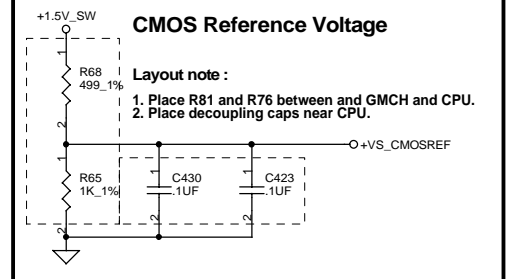 +1.5V_SW
CMOS Reference Voltage
1
R68
499_1%
2
Layout note :
1. Place R81 and R76 between and GMCH and CPU.
2. Place decoupling caps near CPU.
+VS_CMOSREF
1
R65
1K_1%
2
1
C430
.1UF
2
1
C423
.1UF
2